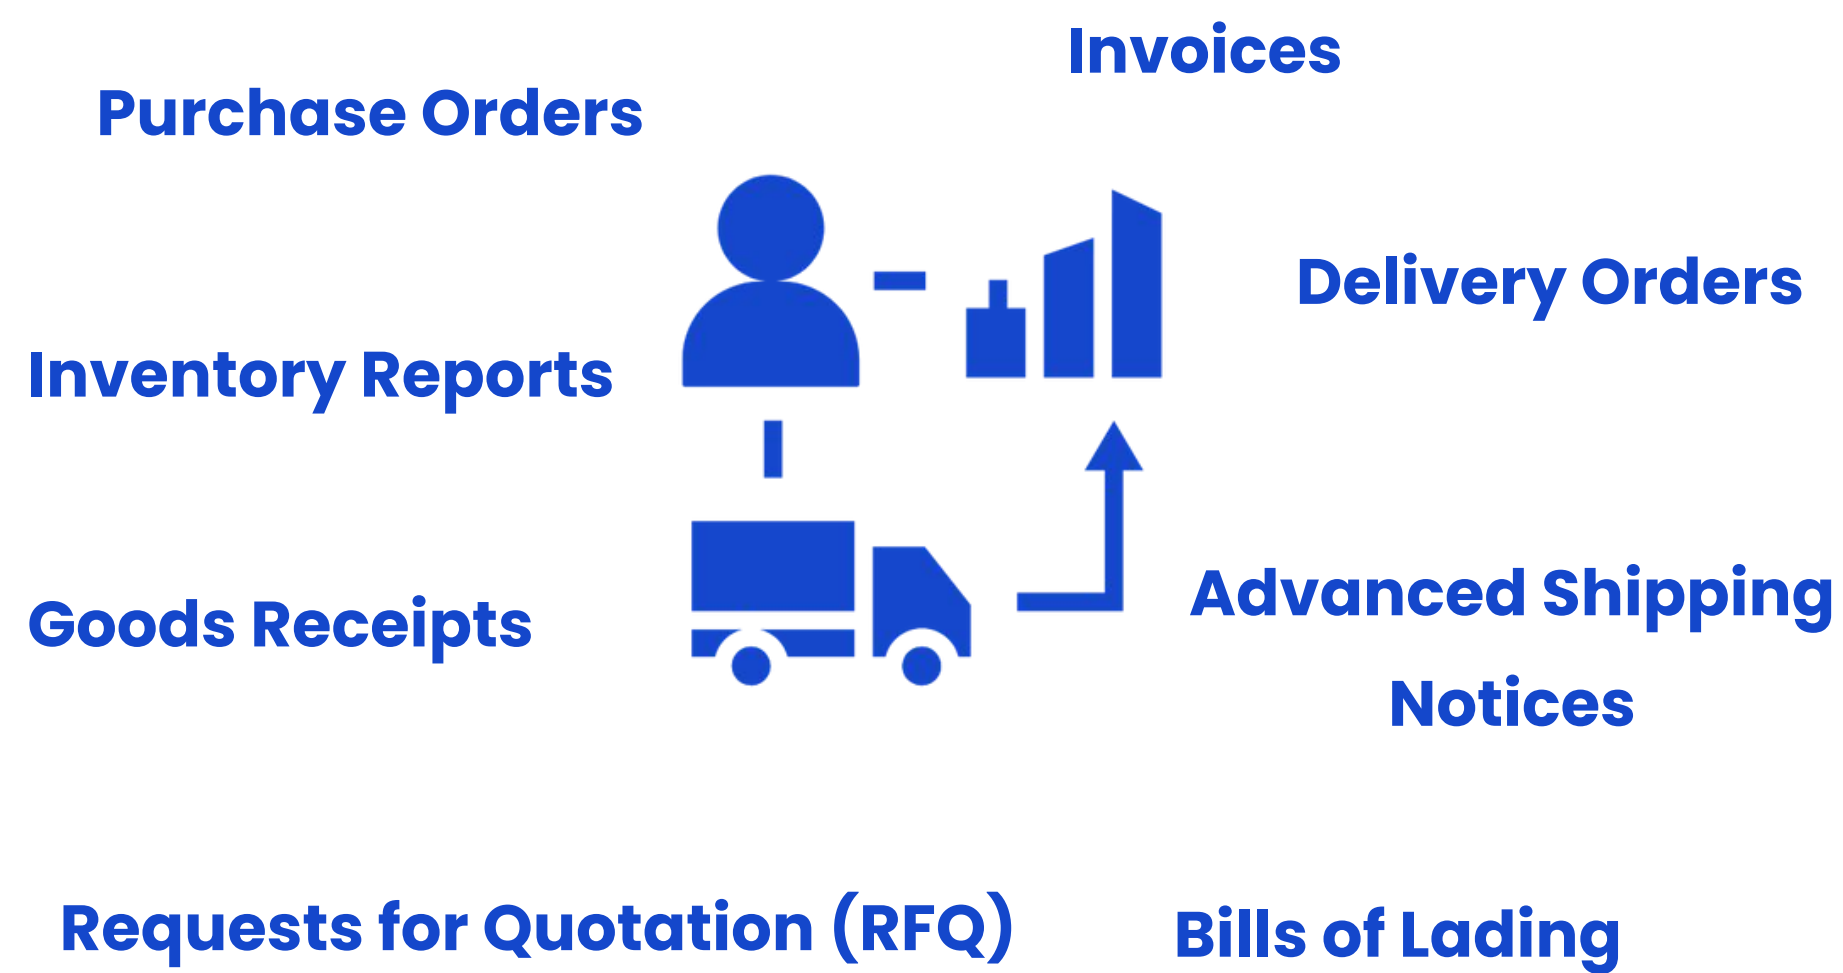 Invoices
Purchase Orders
Delivery Orders
Inventory Reports
Goods Receipts
Advanced Shipping
Notices
Requests for Quotation (RFQ)
Bills of Lading